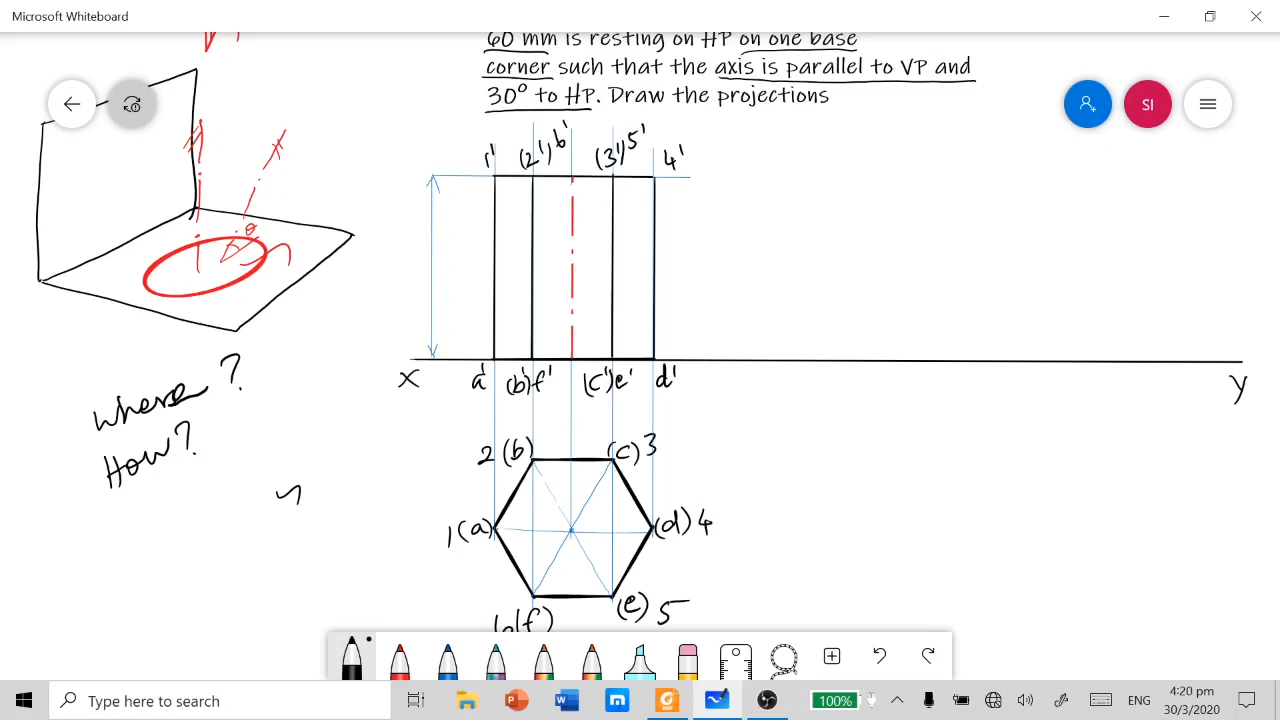 Microsoft Whiteboard
60 mm is resting on HP on one base
corner such that the axis is parallel to VP and
30° to HP. Draw the projections
SI
1' (2') 6' (3') 5' 4'
θ
X a' (b') f' (c') e' d' y
where?
How?
2 (b) (c) 3
1 (a) (d) 4
6 (f) (e) 5
Type here to search
100%
ENG
4:20 pm
30/3/2020